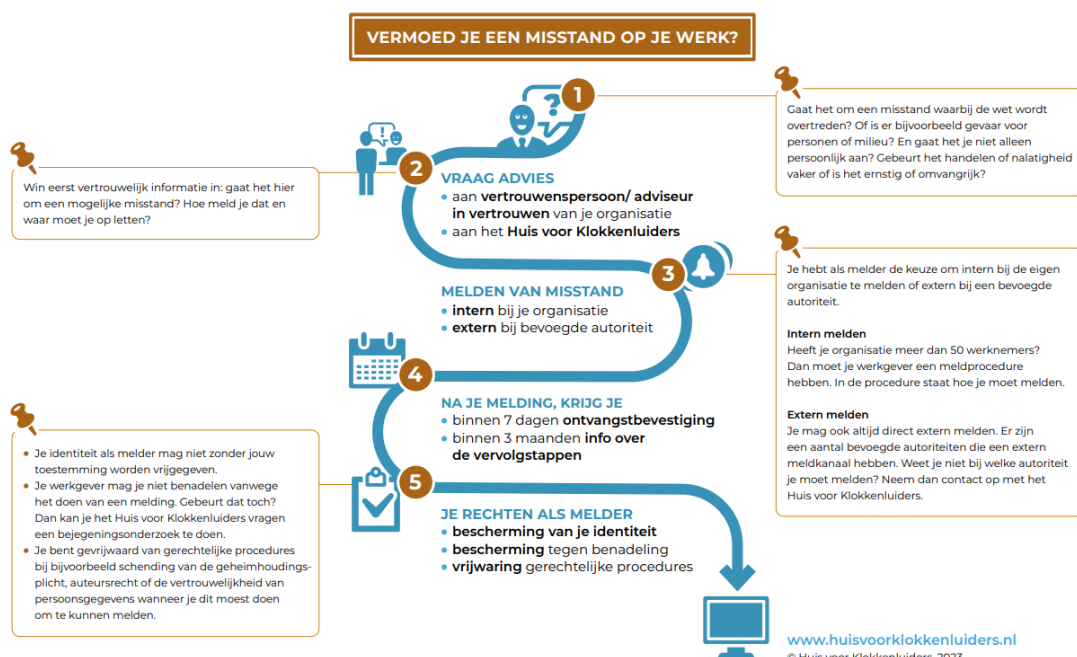 VERMOED JE EEN MISSTAND OP JE WERK?
1
Gaat het om een misstand waarbij de wet wordt
overtreden? Of is er bijvoorbeeld gevaar voor
personen of milieu? En gaat het je niet alleen
persoonlijk aan? Gebeurt het handelen of nalatigheid
vaker of is het ernstig of omvangrijk?
2
Win eerst vertrouwelijk informatie in: gaat het hier
om een mogelijke misstand? Hoe meld je dat en
waar moet je op letten?
VRAAG ADVIES
• aan vertrouwenspersoon/ adviseur
in vertrouwen van je organisatie
• aan het Huis voor Klokkenluiders
3
MELDEN VAN MISSTAND
• intern bij je organisatie
• extern bij bevoegde autoriteit
Je hebt als melder de keuze om intern bij de eigen
organisatie te melden of extern bij een bevoegde
autoriteit.
Intern melden
Heeft je organisatie meer dan 50 werknemers?
Dan moet je werkgever een meldprocedure
hebben. In de procedure staat hoe je moet melden.
Extern melden
Je mag ook altijd direct extern melden. Er zijn
een aantal bevoegde autoriteiten die een extern
meldkanaal hebben. Weet je niet bij welke autoriteit
je moet melden? Neem dan contact op met het
Huis voor Klokkenluiders.
4
NA JE MELDING, KRIJG JE
• binnen 7 dagen ontvangstbevestiging
• binnen 3 maanden info over
de vervolgstappen
5
JE RECHTEN ALS MELDER
• bescherming van je identiteit
• bescherming tegen benadeling
• vrijwaring gerechtelijke procedures
• Je identiteit als melder mag niet zonder jouw
toestemming worden vrijgegeven.
• Je werkgever mag je niet benadelen vanwege
het doen van een melding. Gebeurt dat toch?
Dan kan je het Huis voor Klokkenluiders vragen
een bejegeningsonderzoek te doen.
• Je bent gevrijwaard van gerechtelijke procedures
bij bijvoorbeeld schending van de geheimhoudings-
plicht, auteursrecht of de vertrouwelijkheid van
persoonsgegevens wanneer je dit moest doen
om te kunnen melden.
www.huisvoorklokkenluiders.nl
© Huis voor Klokkenluiders, 2023